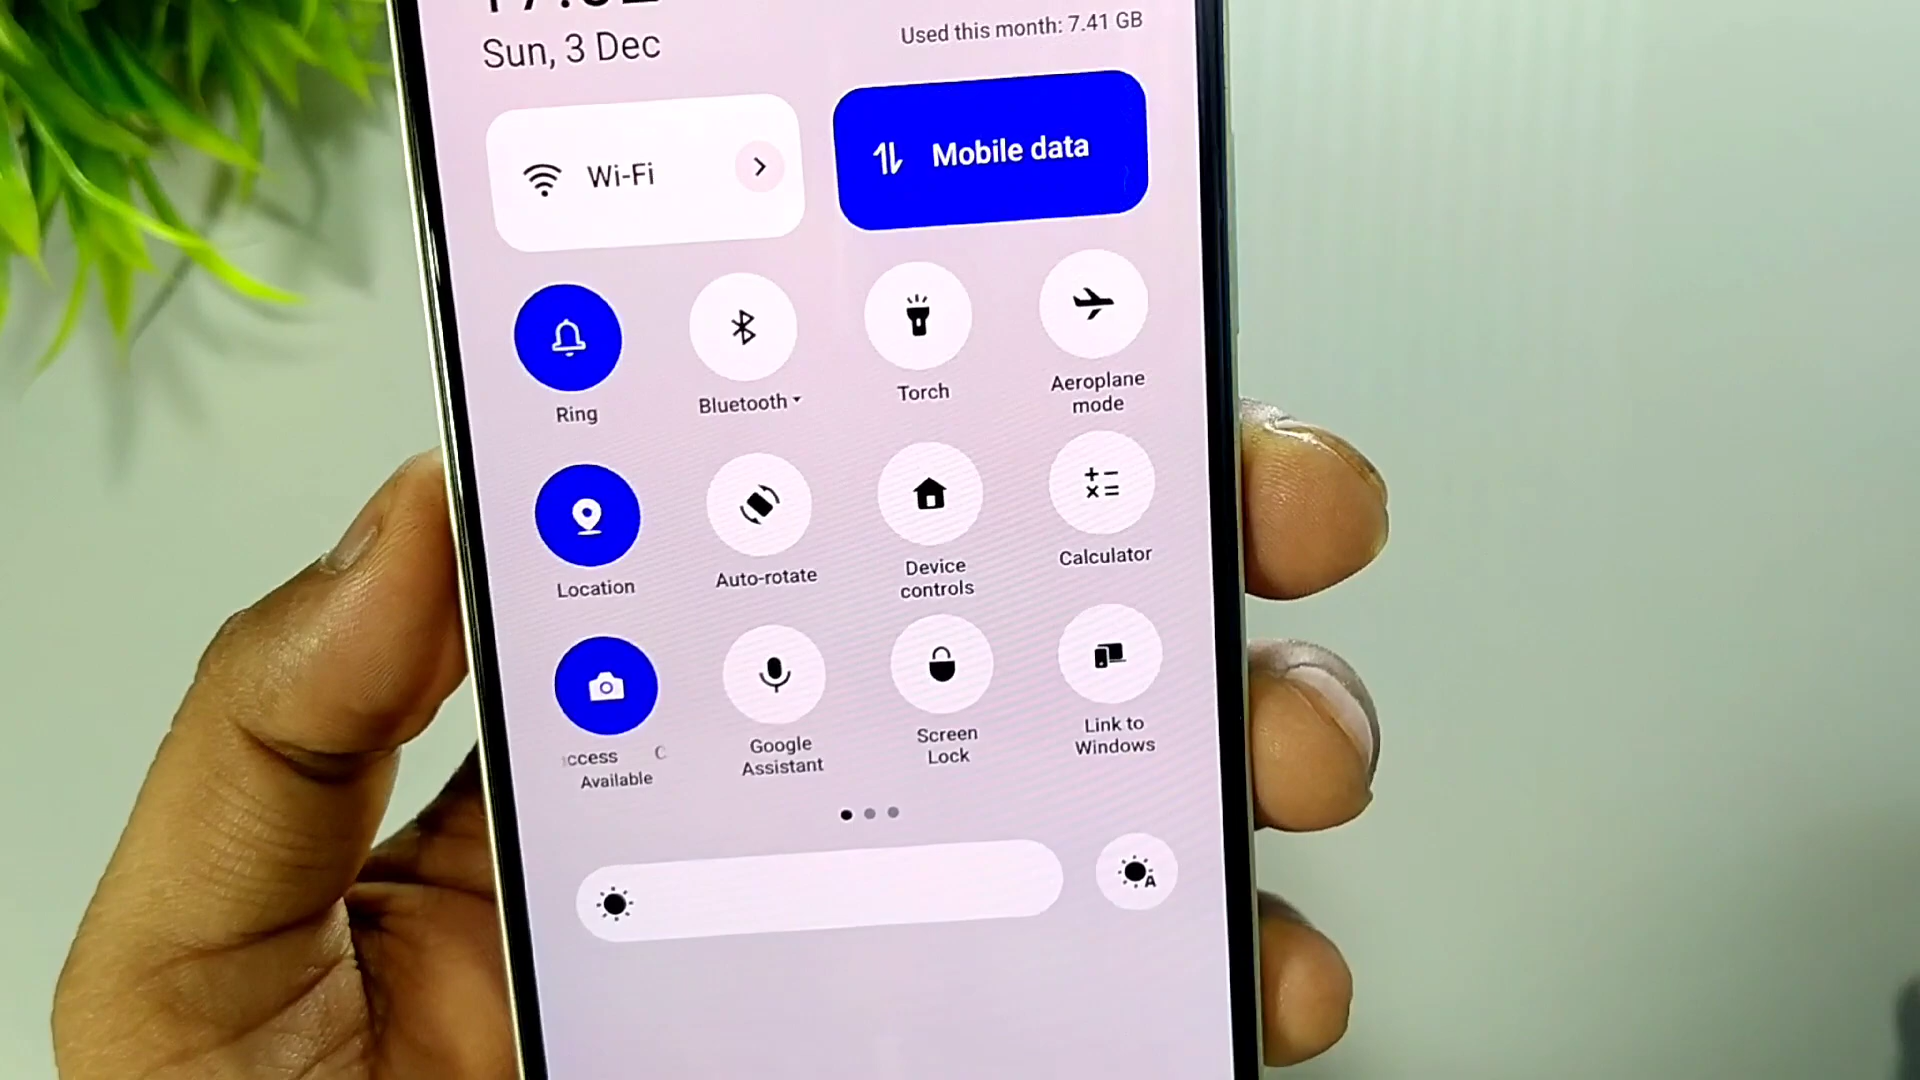 Sun, 3 Dec
Used this month: 7.41 GB
Wi-Fi
Mobile data
Ring
Bluetooth
Torch
Aeroplane
mode
Location
Auto-rotate
Device
controls
Calculator
ccess C
Available
Google
Assistant
Screen
Lock
Link to
Windows
A